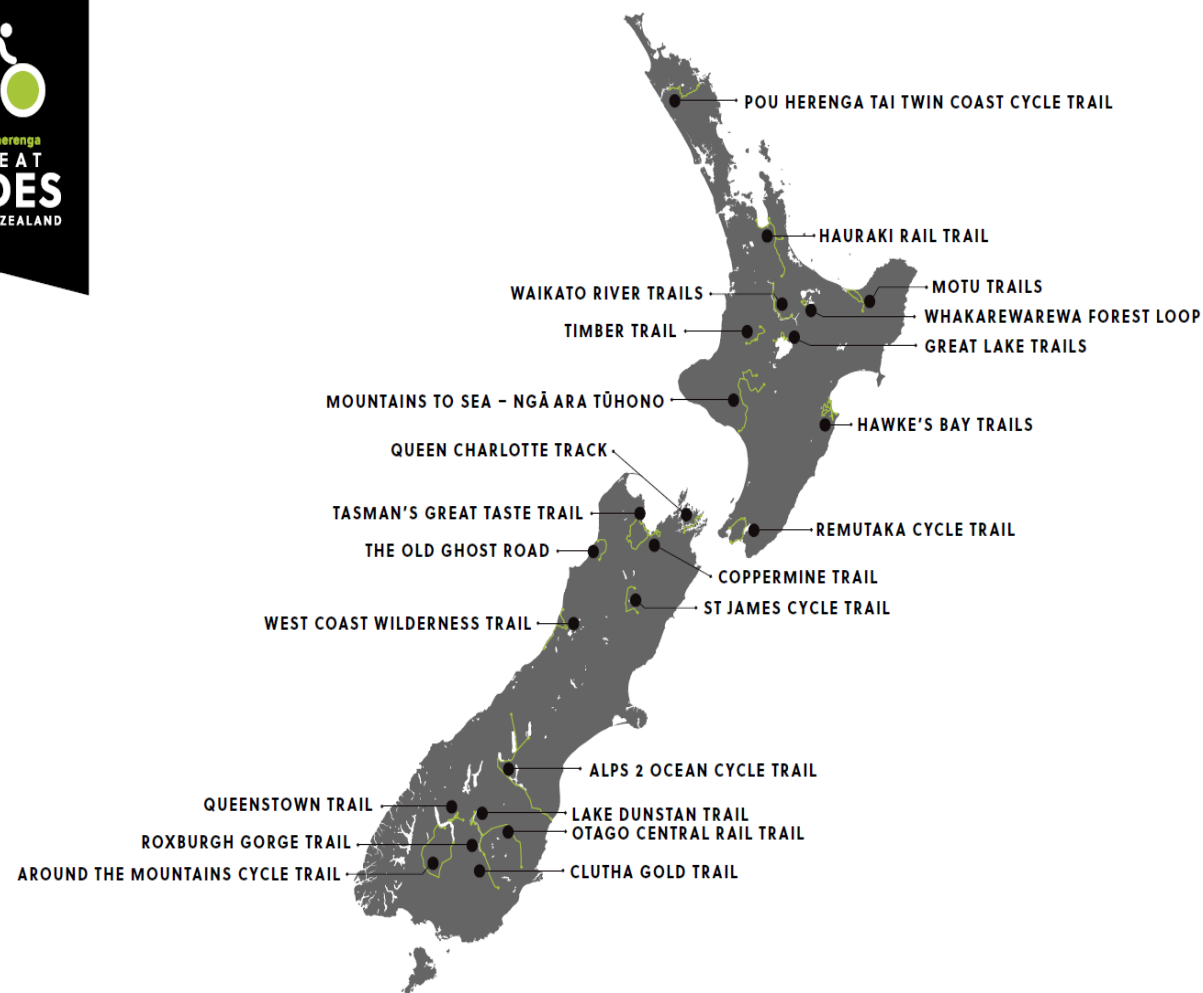 herenga
EAT
DES
ZEALAND
POU HERENGA TAI TWIN COAST CYCLE TRAIL
HAURAKI RAIL TRAIL
WAIKATO RIVER TRAILS
MOTU TRAILS
WHAKAREWAREWA FOREST LOOP
TIMBER TRAIL
GREAT LAKE TRAILS
MOUNTAINS TO SEA – NGĀ ARA TŪHONO
HAWKE'S BAY TRAILS
QUEEN CHARLOTTE TRACK
TASMAN'S GREAT TASTE TRAIL
REMUTAKA CYCLE TRAIL
THE OLD GHOST ROAD
COPPERMINE TRAIL
ST JAMES CYCLE TRAIL
WEST COAST WILDERNESS TRAIL
ALPS 2 OCEAN CYCLE TRAIL
QUEENSTOWN TRAIL
LAKE DUNSTAN TRAIL
OTAGO CENTRAL RAIL TRAIL
ROXBURGH GORGE TRAIL
AROUND THE MOUNTAINS CYCLE TRAIL
CLUTHA GOLD TRAIL